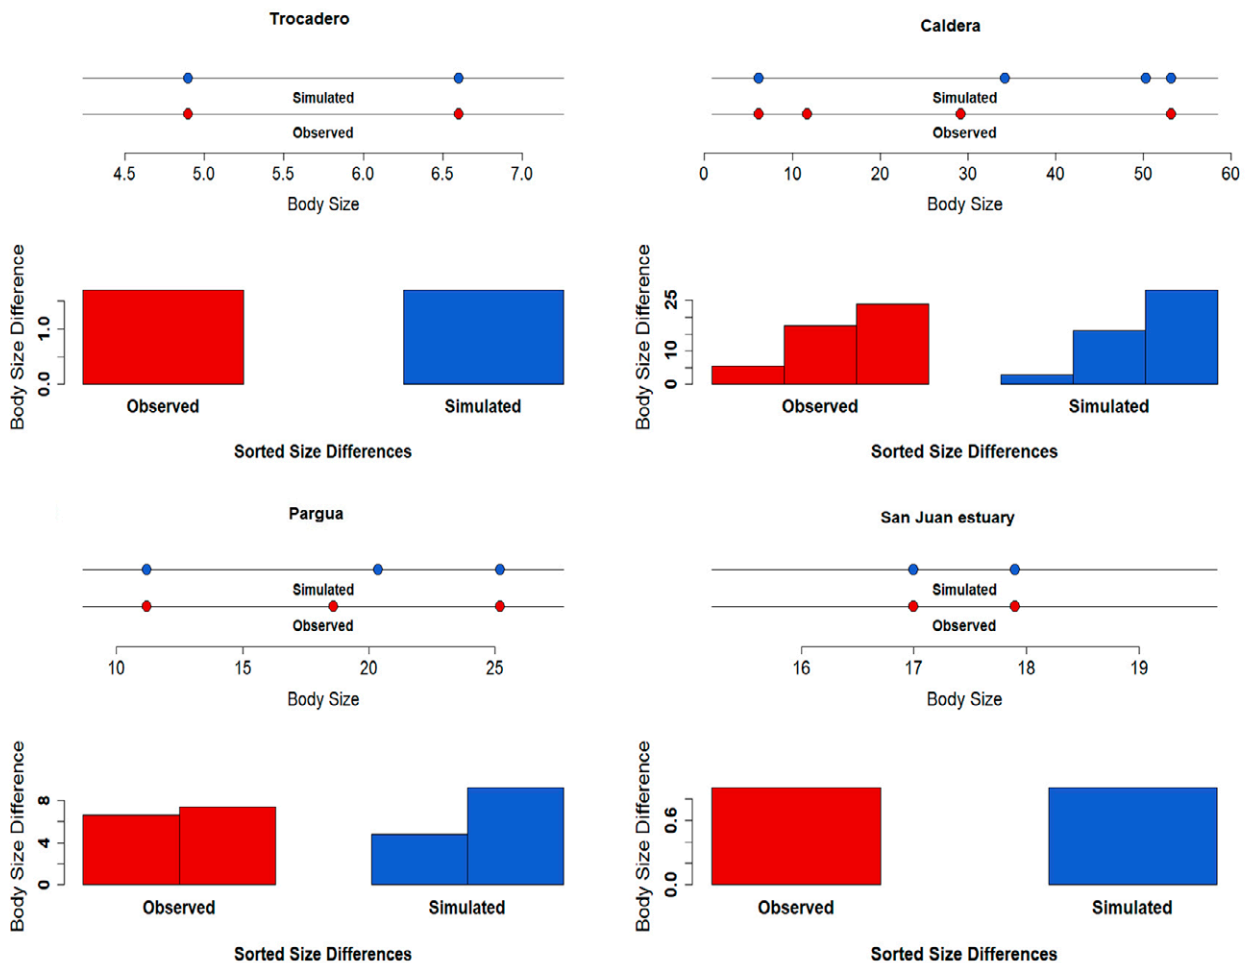 Trocadero
Simulated
Observed
4.5 5.0 5.5 6.0 6.5 7.0
Body Size
Body Size Difference
0.0 1.0
Observed Simulated
Sorted Size Differences
Caldera
Simulated
Observed
0 10 20 30 40 50 60
Body Size
Body Size Difference
0 10 25
Observed Simulated
Sorted Size Differences
Pargua
Simulated
Observed
10 15 20 25
Body Size
Body Size Difference
0 4 8
Observed Simulated
Sorted Size Differences
San Juan estuary
Simulated
Observed
16 17 18 19
Body Size
Body Size Difference
0.0 0.6
Observed Simulated
Sorted Size Differences